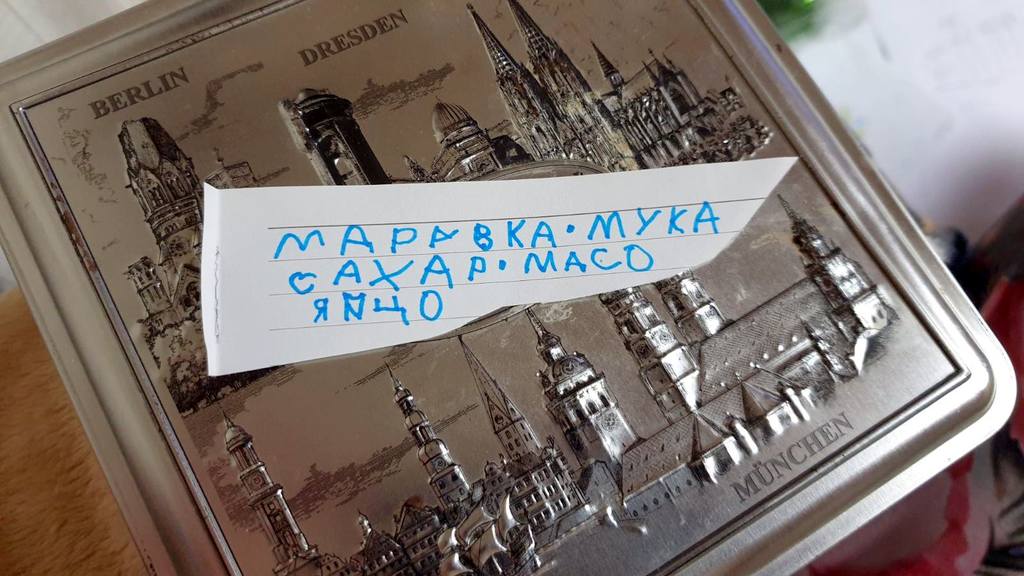 BERLIN
DRESDEN
МАРАВКА·МУКА
САХАР·МАСО
ЯЙЦО
MÜNCHEN